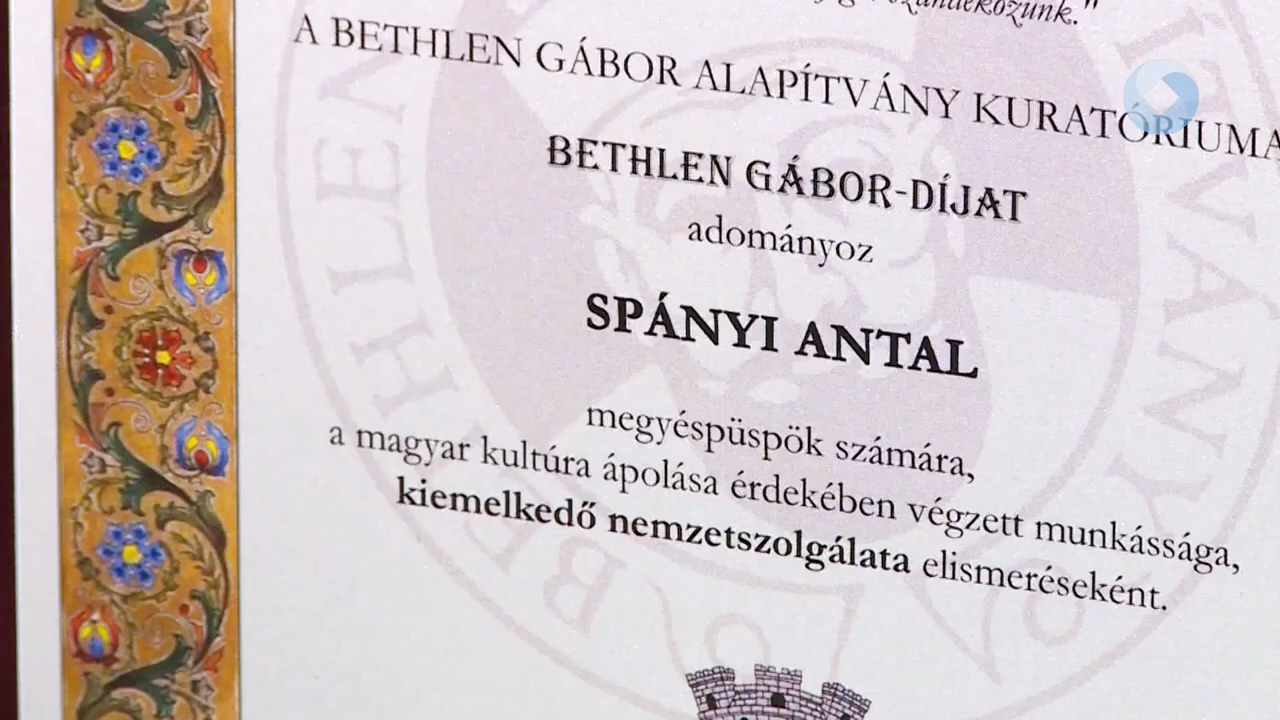 A BETHLEN GÁBOR ALAPÍTVÁNY KURATÓRIUMA
BETHLEN GÁBOR-DÍJAT
adományoz
SPÁNYI ANTAL
megyéspüspök számára,
a magyar kultúra ápolása érdekében végzett munkássága,
kiemelkedő nemzetszolgálata elismeréseként.
BETHLEN